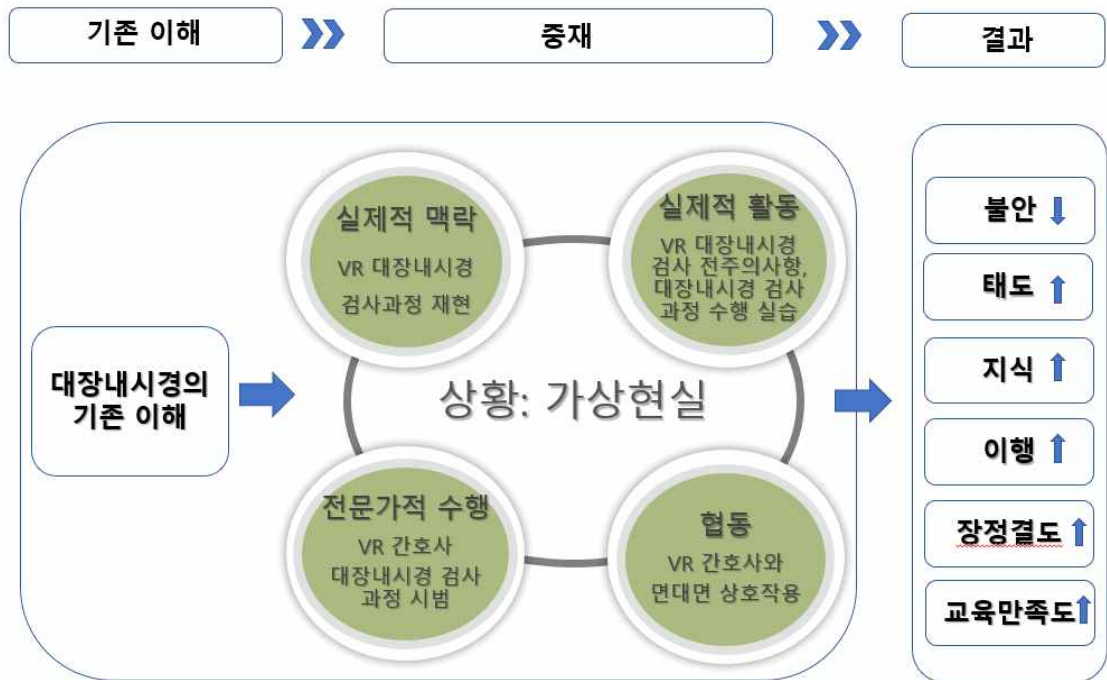 기존 이해
중재
결과
대장내시경의
기존 이해
실제적 맥락
VR 대장내시경
검사과정 재현
실제적 활동
VR 대장내시경
검사 전주의사항,
대장내시경 검사
과정 수행 실습
상황: 가상현실
전문가적 수행
VR 간호사
대장내시경 검사
과정 시범
협동
VR 간호사와
면대면 상호작용
불안
태도
지식
이행
장정결도
교육만족도